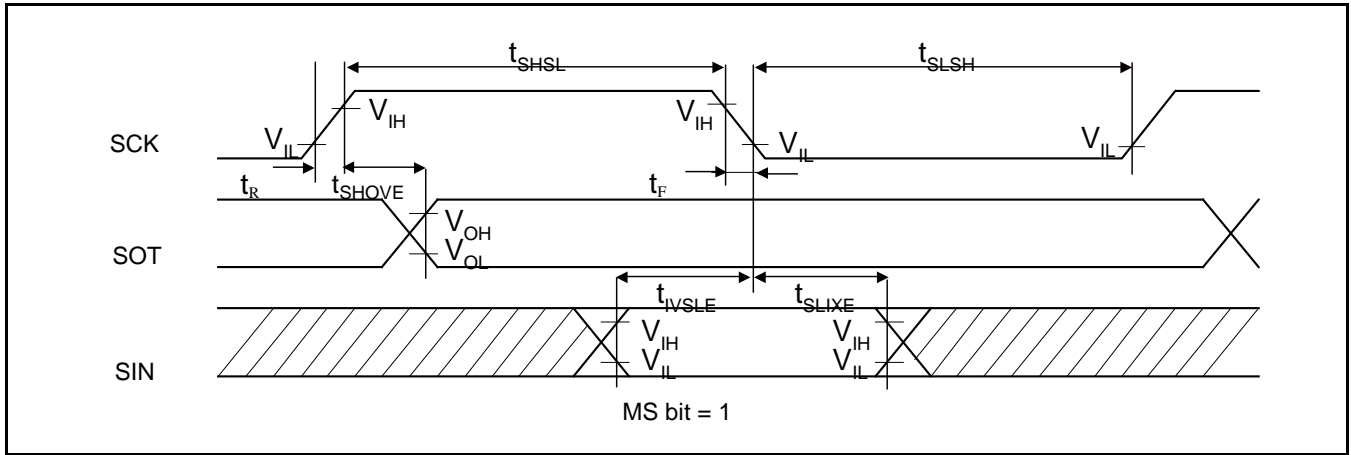 tSHSL tSLSH
VIH VIH
SCK VIL VIL VIL
tR tSHOVE tF
VOH
SOT VOL
tIVSLE tSLIXE
VIH VIH
SIN VIL VIL
MS bit = 1